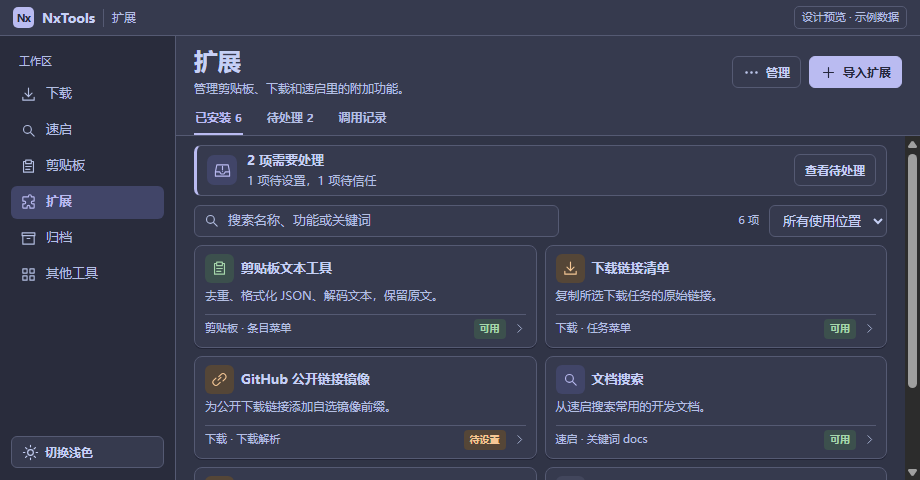 Nx NxTools 扩展 设计预览 · 示例数据
工作区
下载
速启
剪贴板
扩展
归档
其他工具
切换浅色
扩展
管理剪贴板、下载和速启里的附加功能。
··· 管理
+ 导入扩展
已安装 6 待处理 2 调用记录
2 项需要处理
1 项待设置，1 项待信任
查看待处理
搜索名称、功能或关键词
6 项 所有使用位置
剪贴板文本工具
去重、格式化 JSON、解码文本，保留原文。
剪贴板 · 条目菜单 可用
下载链接清单
复制所选下载任务的原始链接。
下载 · 任务菜单 可用
GitHub 公开链接镜像
为公开下载链接添加自选镜像前缀。
下载 · 下载解析 待设置
文档搜索
从速启搜索常用的开发文档。
速启 · 关键词 docs 可用